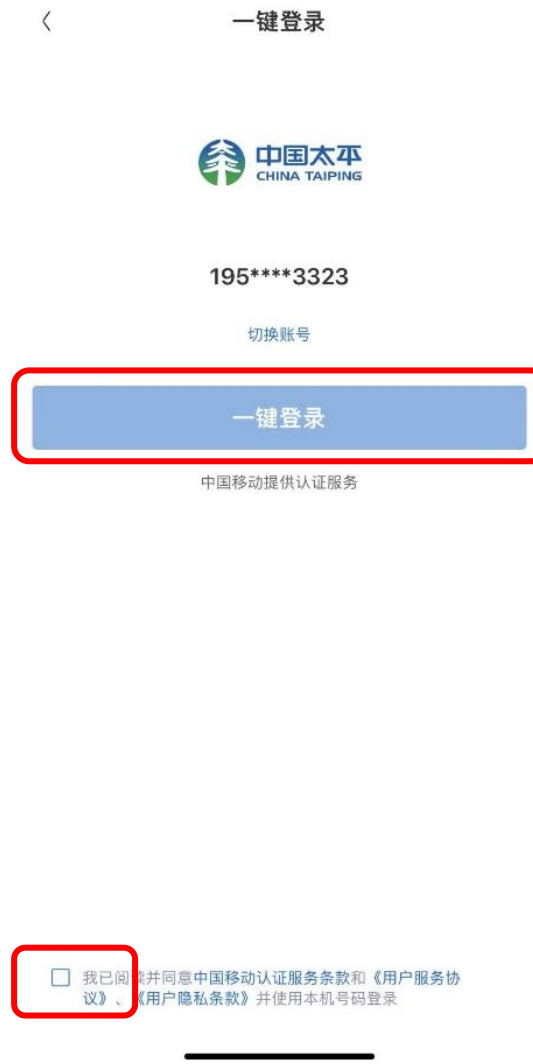 一键登录
中国太平
CHINA TAIPING
195****3323
切换账号
一键登录
中国移动提供认证服务
我已阅读并同意中国移动认证服务条款和《用户服务协
议》、《用户隐私条款》并使用本机号码登录